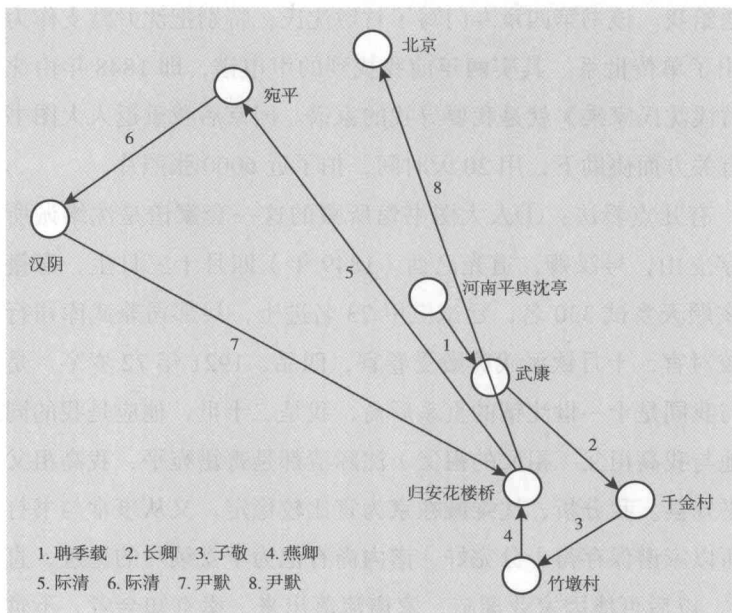 北京
宛平
6
8
汉阴
5
河南平舆沈亭
7
1
武康
2
归安花楼桥
千金村
4
3
竹墩村
1. 聃季载 2. 长卿 3. 子敬 4. 燕卿
5. 际清 6. 际清 7. 尹默 8. 尹默